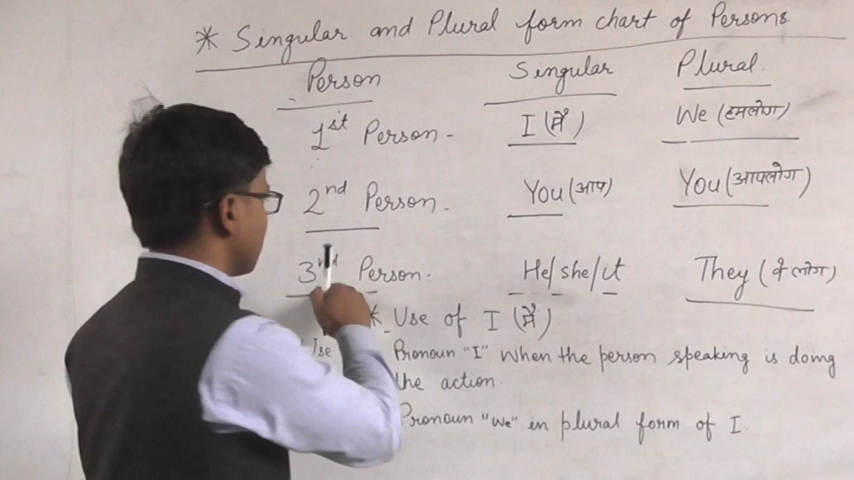 * Singular and Plural form chart of Persons
Person Singular Plural
1st Person - I (मैं) We (हमलोग)
2nd Person. You (आप) You (आपलोग)
3rd Person. He/she/it They (वे लोग)
* Use of I (मैं)
Use Pronoun "I" when the person speaking is doing
the action.
Pronoun "We" in plural form of I.